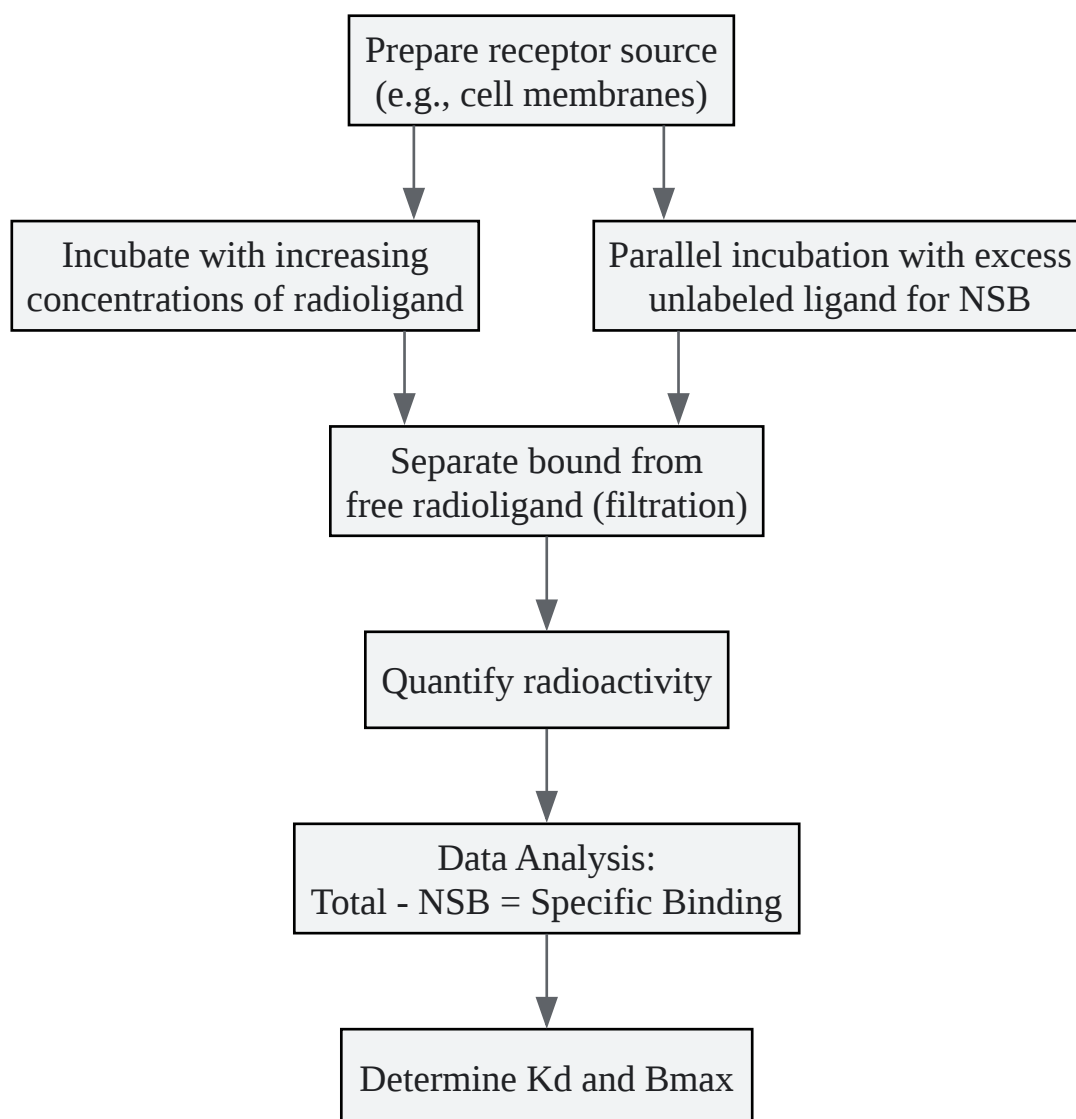 Prepare receptor source
(e.g., cell membranes)
Incubate with increasing
concentrations of radioligand
Parallel incubation with excess
unlabeled ligand for NSB
Separate bound from
free radioligand (filtration)
Quantify radioactivity
Data Analysis:
Total - NSB = Specific Binding
Determine Kd and Bmax